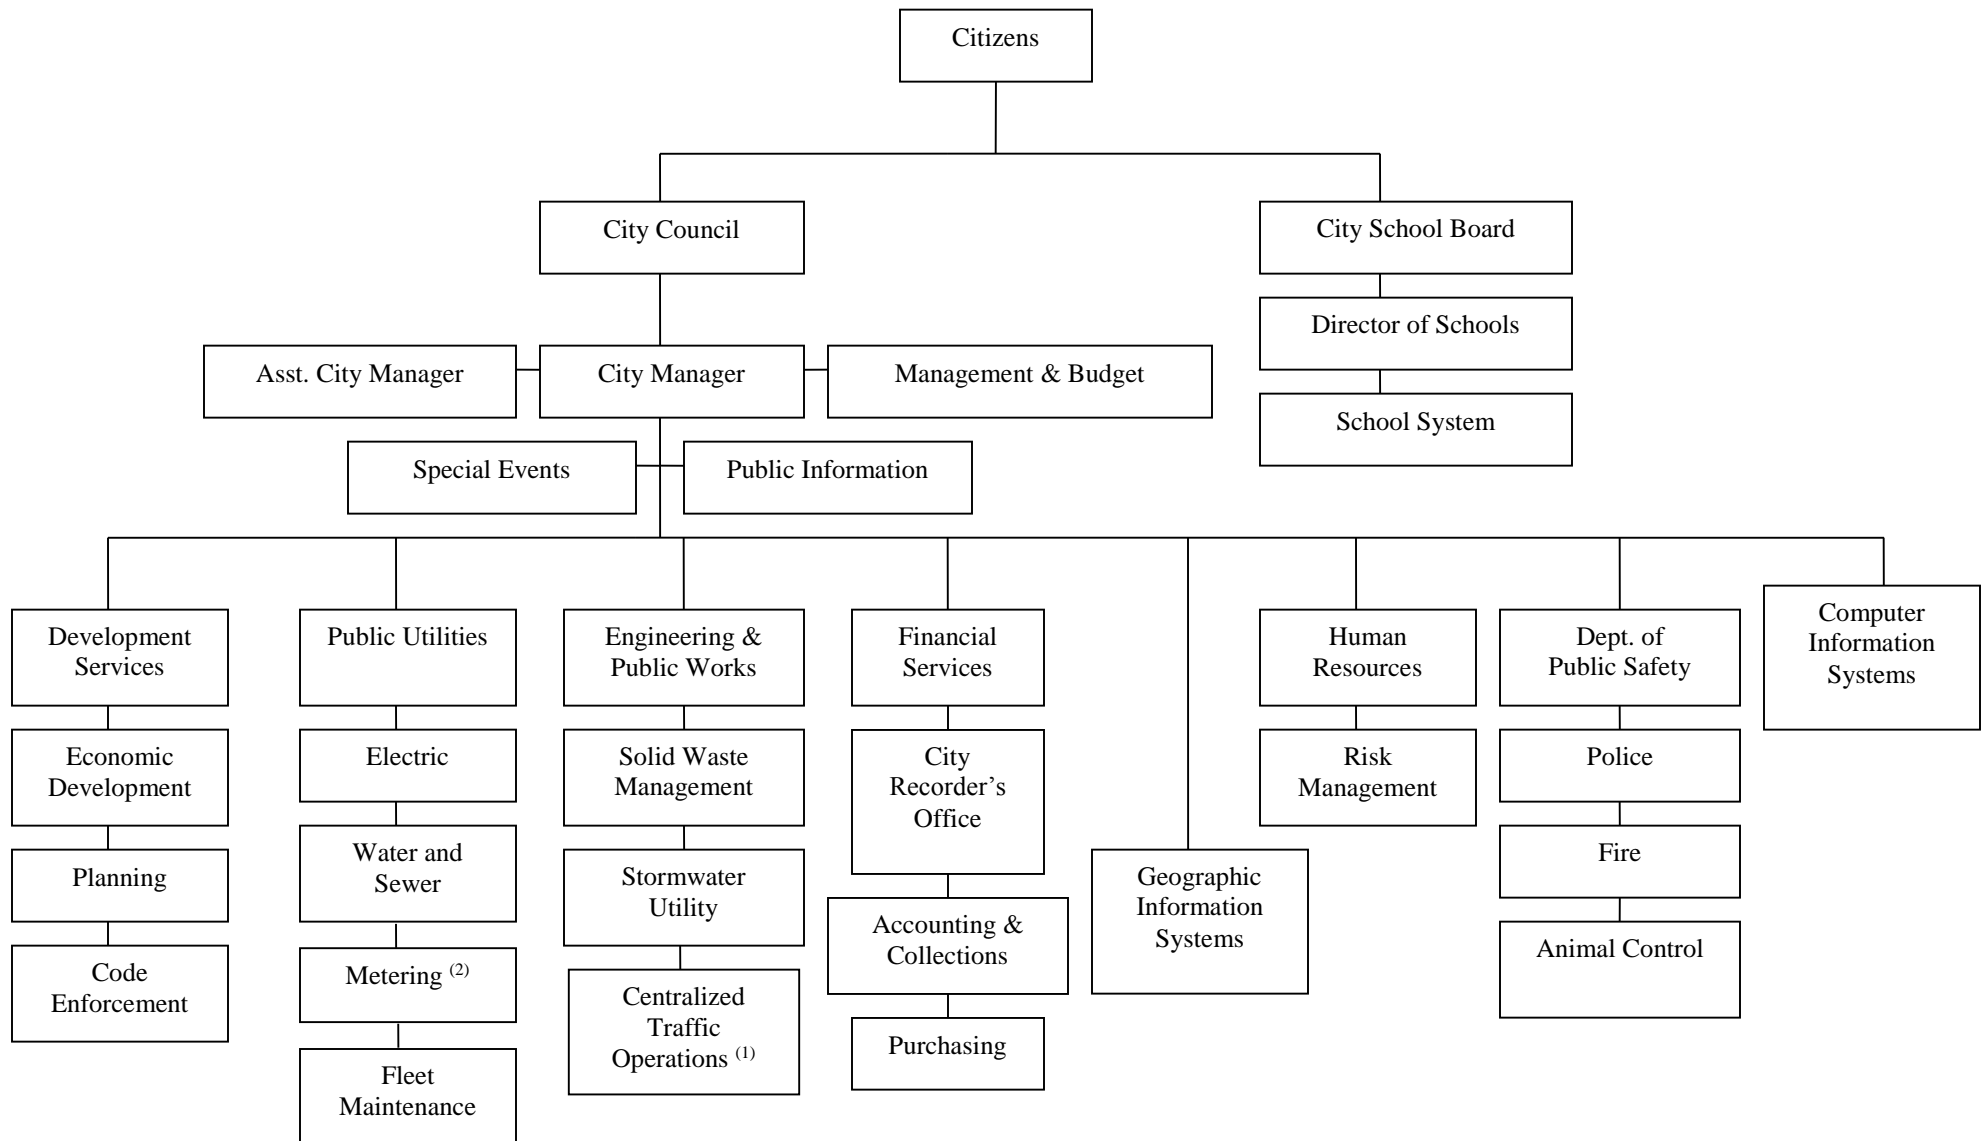 Citizens
City Council
City School Board
Director of Schools
Asst. City Manager
City Manager
Management & Budget
School System
Special Events
Public Information
Development
Services
Economic
Development
Planning
Code
Enforcement
Public Utilities
Electric
Water and
Sewer
Metering (2)
Fleet
Maintenance
Engineering &
Public Works
Solid Waste
Management
Stormwater
Utility
Centralized
Traffic
Operations (1)
Financial
Services
City
Recorder’s
Office
Accounting &
Collections
Purchasing
Geographic
Information
Systems
Human
Resources
Risk
Management
Dept. of
Public Safety
Police
Fire
Animal Control
Computer
Information
Systems